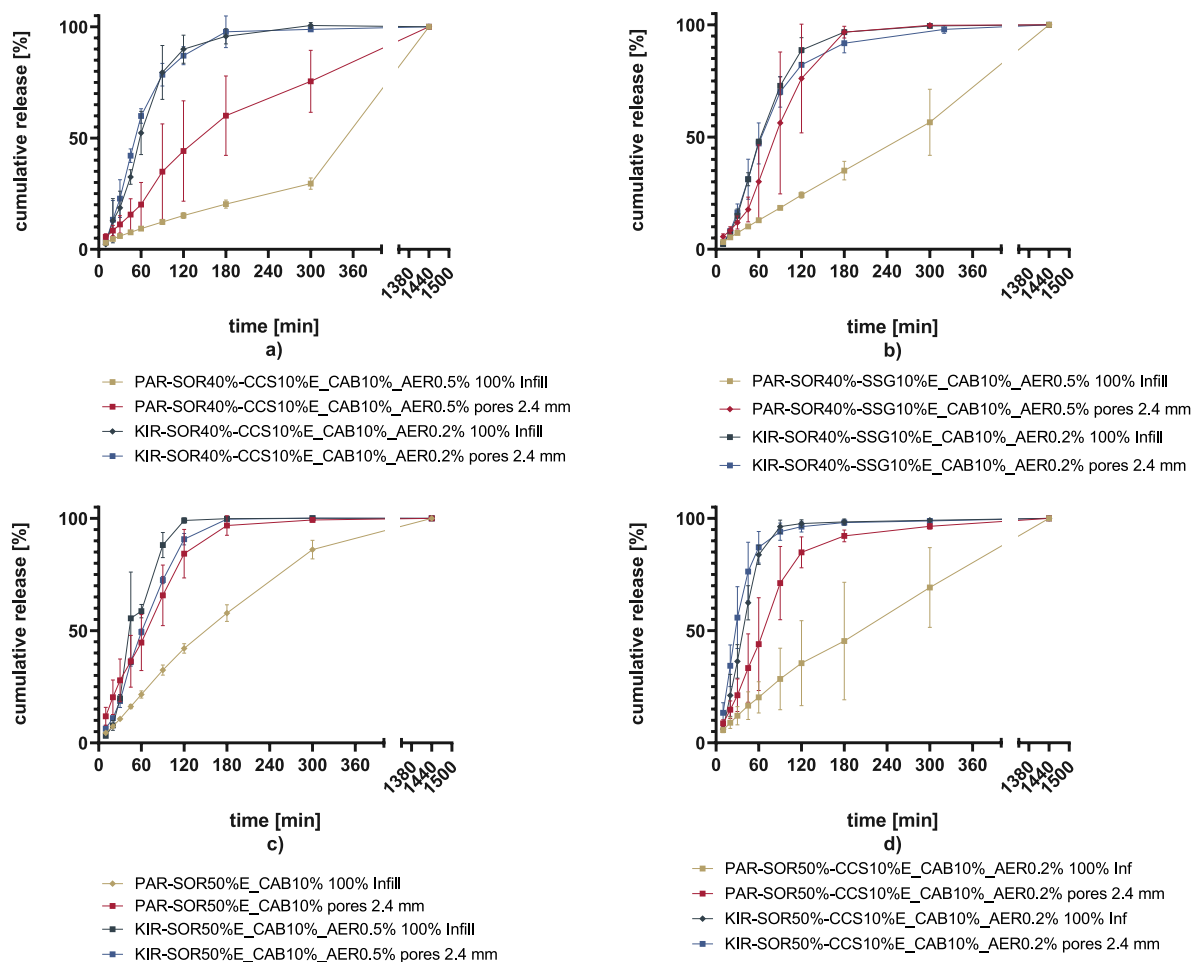 cumulative release [%]
100
50
0
0 60 120 180 240 300 360 1380 1440 1500
time [min]
a)
PAR-SOR40%-CCS10%E_CAB10%_AER0.5% 100% Infill
PAR-SOR40%-CCS10%E_CAB10%_AER0.5% pores 2.4 mm
KIR-SOR40%-CCS10%E_CAB10%_AER0.2% 100% Infill
KIR-SOR40%-CCS10%E_CAB10%_AER0.2% pores 2.4 mm
cumulative release [%]
100
50
0
0 60 120 180 240 300 360 1380 1440 1500
time [min]
b)
PAR-SOR40%-SSG10%E_CAB10%_AER0.5% 100% Infill
PAR-SOR40%-SSG10%E_CAB10%_AER0.5% pores 2.4 mm
KIR-SOR40%-SSG10%E_CAB10%_AER0.2% 100% Infill
KIR-SOR40%-SSG10%E_CAB10%_AER0.2% pores 2.4 mm
cumulative release [%]
100
50
0
0 60 120 180 240 300 360 1380 1440 1500
time [min]
c)
PAR-SOR50%E_CAB10% 100% Infill
PAR-SOR50%E_CAB10% pores 2.4 mm
KIR-SOR50%E_CAB10%_AER0.5% 100% Infill
KIR-SOR50%E_CAB10%_AER0.5% pores 2.4 mm
cumulative release [%]
100
50
0
0 60 120 180 240 300 360 1380 1440 1500
time [min]
d)
PAR-SOR50%-CCS10%E_CAB10%_AER0.2% 100% Inf
PAR-SOR50%-CCS10%E_CAB10%_AER0.2% pores 2.4 mm
KIR-SOR50%-CCS10%E_CAB10%_AER0.2% 100% Inf
KIR-SOR50%-CCS10%E_CAB10%_AER0.2% pores 2.4 mm